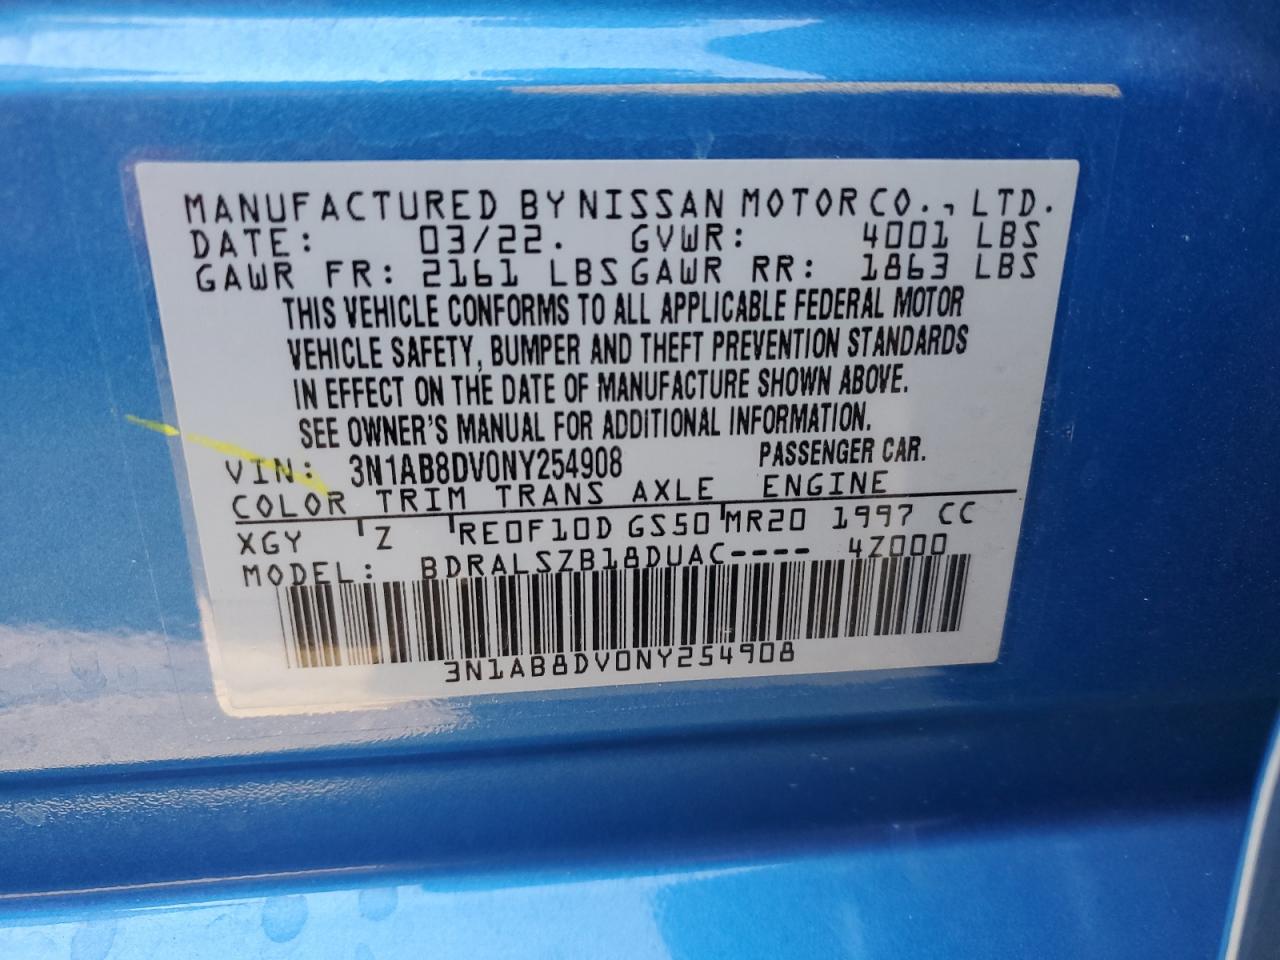 MANUFACTURED BY NISSAN MOTOR CO., LTD.
DATE: 03/22. GVWR: 4001 LBS
GAWR FR: 2161 LBS GAWR RR: 1863 LBS
THIS VEHICLE CONFORMS TO ALL APPLICABLE FEDERAL MOTOR
VEHICLE SAFETY, BUMPER AND THEFT PREVENTION STANDARDS
IN EFFECT ON THE DATE OF MANUFACTURE SHOWN ABOVE.
SEE OWNER'S MANUAL FOR ADDITIONAL INFORMATION.
VIN: 3N1AB8DV0NY254908 PASSENGER CAR.
COLOR TRIM TRANS AXLE ENGINE
XGY Z RE0F10D GS50 MR20 1997 CC
MODEL: BDRALSZB18DUAC---- 4Z000
3N1AB8DV0NY254908